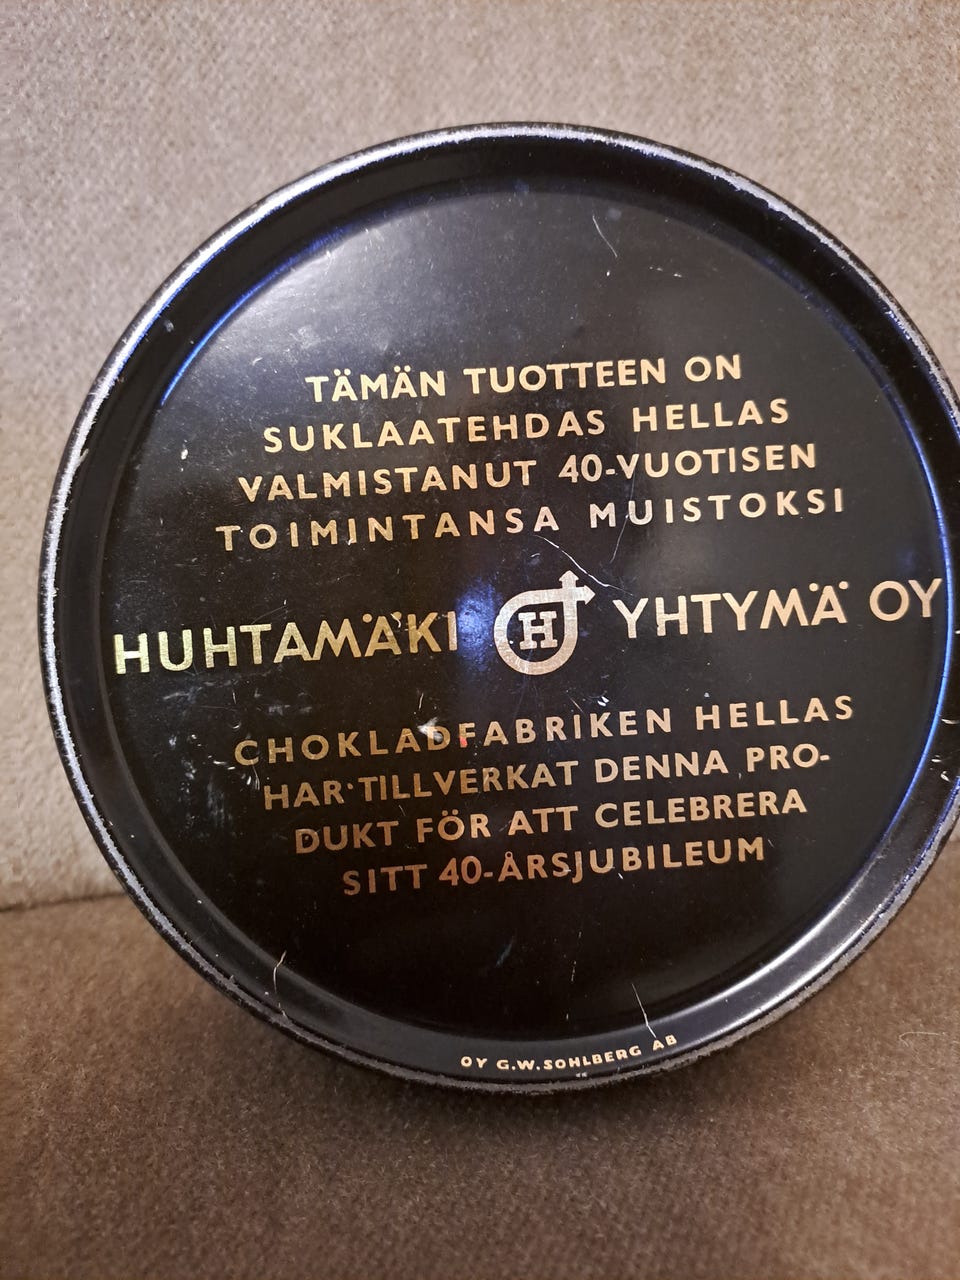 TÄMÄN TUOTTEEN ON
SUKLAATEHDAS HELLAS
VALMISTANUT 40-VUOTISEN
TOIMINTANSA MUISTOKSI
HUHTAMÄKI H YHTYMÄ OY
CHOKLADFABRIKEN HELLAS
HAR TILLVERKAT DENNA PRO-
DUKT FÖR ATT CELEBRERA
SITT 40-ÅRSJUBILEUM
OY G.W. SOHLBERG AB